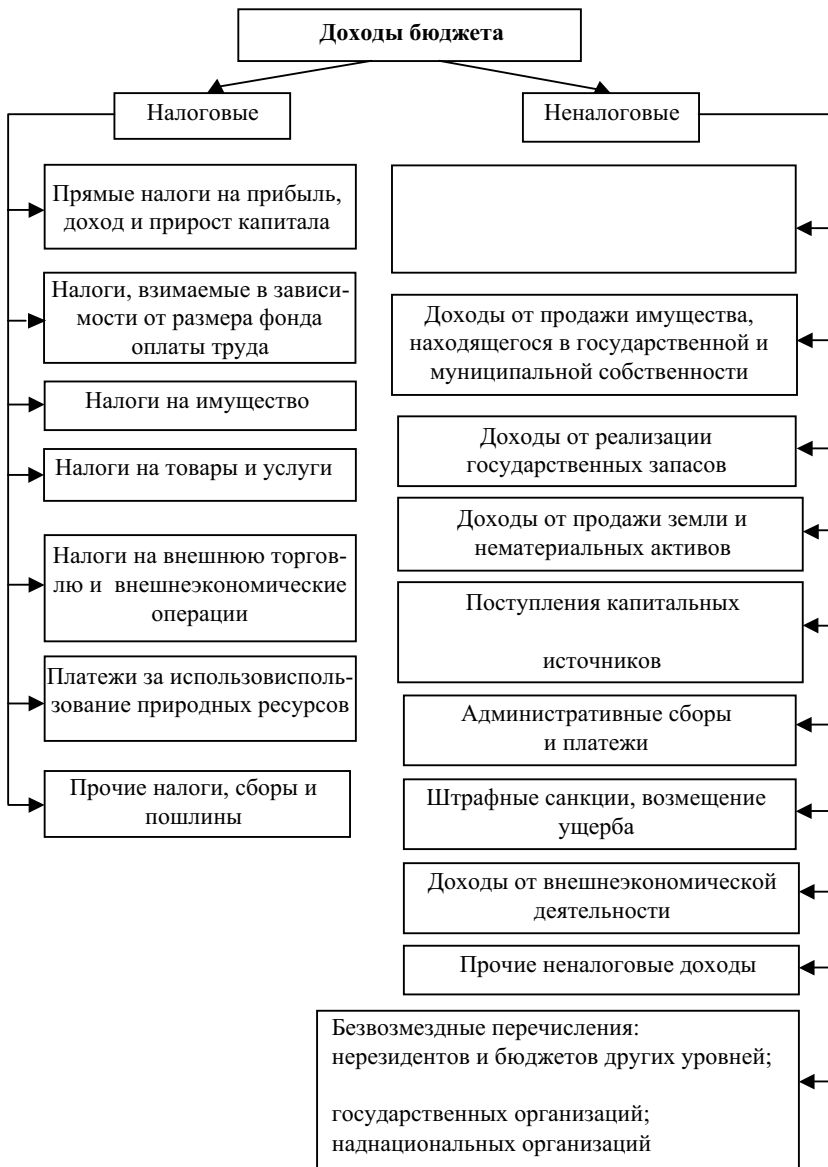 Доходы бюджета
Налоговые
Неналоговые
Прямые налоги на прибыль,
доход и прирост капитала
Налоги, взимаемые в зависи-
мости от размера фонда
оплаты труда
Налоги на имущество
Налоги на товары и услуги
Налоги на внешнюю торгов-
лю и внешнеэкономические
операции
Платежи за использовисполь-
зование природных ресурсов
Прочие налоги, сборы и
пошлины
Доходы от продажи имущества,
находящегося в государственной и
муниципальной собственности
Доходы от реализации
государственных запасов
Доходы от продажи земли и
нематериальных активов
Поступления капитальных
источников
Административные сборы
и платежи
Штрафные санкции, возмещение
ущерба
Доходы от внешнеэкономической
деятельности
Прочие неналоговые доходы
Безвозмездные перечисления:
нерезидентов и бюджетов других уровней;
государственных организаций;
наднациональных организаций